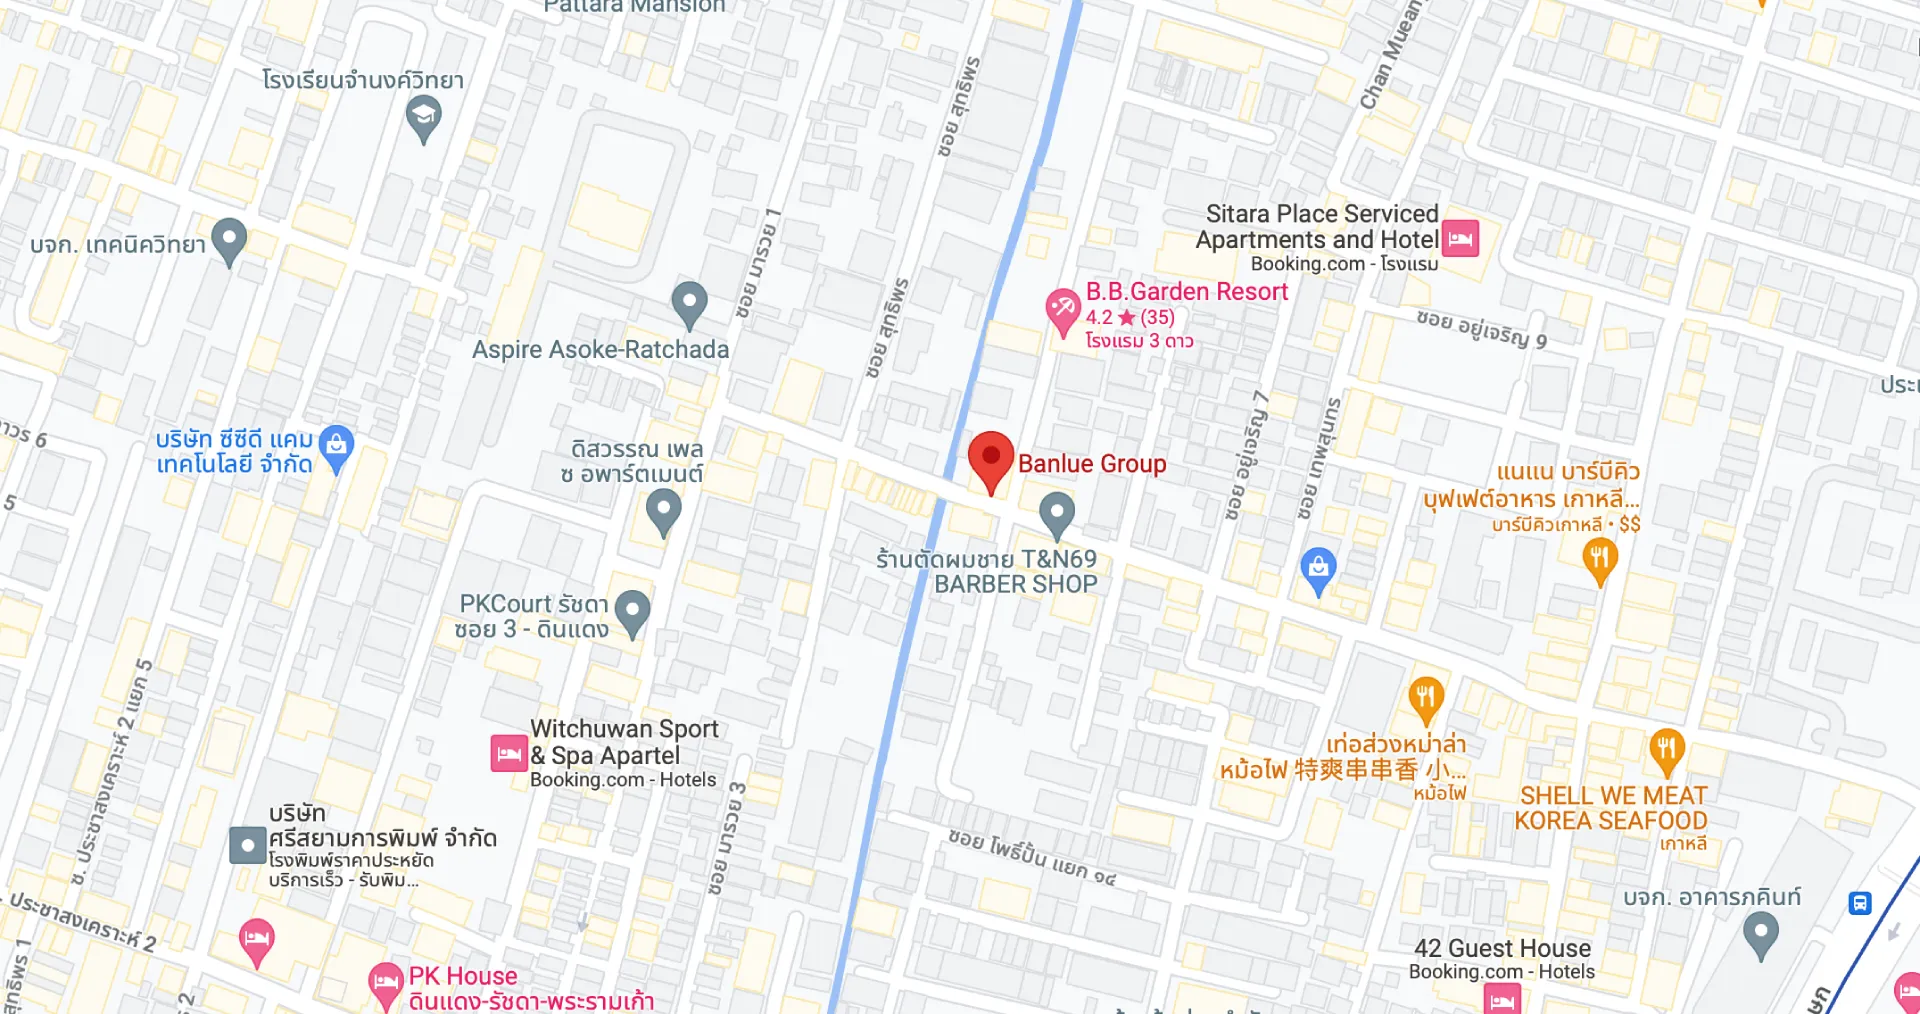 Pattara Mansion
Chan Muean
โรงเรียนจำนงค์วิทยา
ซอย สุทธิพร
บจก. เทคนิควิทยา
ซอย มารวย 1
Sitara Place Serviced
Apartments and Hotel
Booking.com - โรงแรม
B.B.Garden Resort
4.2 ★ (35)
โรงแรม 3 ดาว
ซอย สุทธิพร
Aspire Asoke-Ratchada
ซอย อยู่เจริญ 9
ซอย อยู่เจริญ 7
ซอย เทพสุนทร
บริษัท ซีซีดี แคม
เทคโนโลยี จำกัด
ดิสวรรณ เพล
ซ อพาร์ตเมนต์
Banlue Group
แนแน บาร์บีคิว
บุฟเฟต์อาหาร เกาหลี...
บาร์บีคิวเกาหลี • $$
5
ร้านตัดผมชาย T&N69
BARBER SHOP
PKCourt รัชดา
ซอย 3 - ดินแดง
ซ. ประชาสงเคราะห์ 2 แยก 5
Witchuwan Sport
& Spa Apartel
Booking.com - Hotels
ซอย มารวย 3
เท่อส่วงหม่าล่า
หม้อไฟ 特爽串串香 小...
หม้อไฟ
SHELL WE MEAT
KOREA SEAFOOD
เกาหลี
บริษัท
ศรีสยามการพิมพ์ จำกัด
โรงพิมพ์ราคาประหยัด
บริการเร็ว - รับพิม...
ซอย โพธิ์ปั้น แยก ๑๔
ประชาสงเคราะห์ 2
บจก. อาคารภคินท์
42 Guest House
Booking.com - Hotels
PK House
ดินแดง-รัชดา-พระรามเก้า
สุทธิพร 1
2